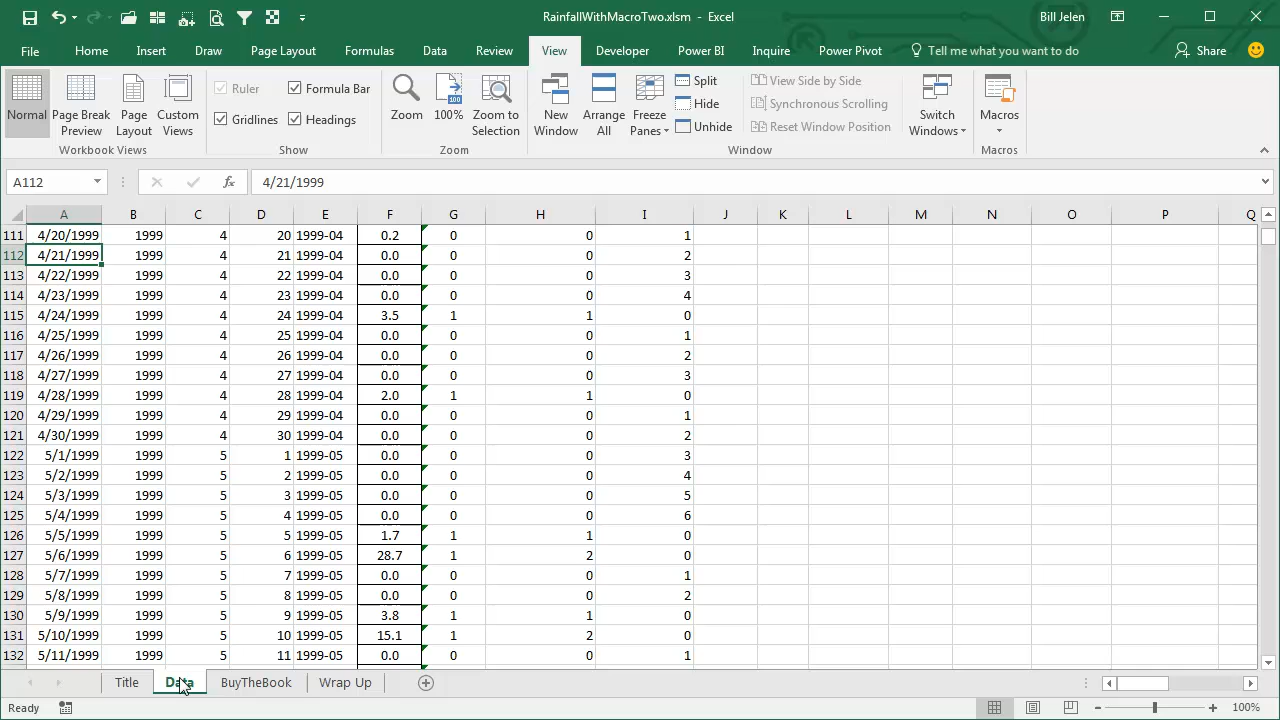 RainfallWithMacroTwo.xlsm - Excel
Bill Jelen
File Home Insert Draw Page Layout Formulas Data Review View Developer Power BI Inquire Power Pivot Tell me what you want to do Share
Normal
Page Break Preview
Page Layout
Custom Views
Workbook Views
Ruler Formula Bar
Gridlines Headings
Show
Zoom
100
100%
Zoom to Selection
Zoom
New Window
Arrange All
Freeze Panes
Split
Hide
Unhide
View Side by Side
Synchronous Scrolling
Reset Window Position
Switch Windows
Window
Macros
Macros
A112 fx 4/21/1999
A B C D E F G H I J K L M N O P Q
111 4/20/1999 1999 4 20 1999-04 0.2 0 0 1
112 4/21/1999 1999 4 21 1999-04 0.0 0 0 2
113 4/22/1999 1999 4 22 1999-04 0.0 0 0 3
114 4/23/1999 1999 4 23 1999-04 0.0 0 0 4
115 4/24/1999 1999 4 24 1999-04 3.5 1 1 0
116 4/25/1999 1999 4 25 1999-04 0.0 0 0 1
117 4/26/1999 1999 4 26 1999-04 0.0 0 0 2
118 4/27/1999 1999 4 27 1999-04 0.0 0 0 3
119 4/28/1999 1999 4 28 1999-04 2.0 1 1 0
120 4/29/1999 1999 4 29 1999-04 0.0 0 0 1
121 4/30/1999 1999 4 30 1999-04 0.0 0 0 2
122 5/1/1999 1999 5 1 1999-05 0.0 0 0 3
123 5/2/1999 1999 5 2 1999-05 0.0 0 0 4
124 5/3/1999 1999 5 3 1999-05 0.0 0 0 5
125 5/4/1999 1999 5 4 1999-05 0.0 0 0 6
126 5/5/1999 1999 5 5 1999-05 1.7 1 1 0
127 5/6/1999 1999 5 6 1999-05 28.7 1 2 0
128 5/7/1999 1999 5 7 1999-05 0.0 0 0 1
129 5/8/1999 1999 5 8 1999-05 0.0 0 0 2
130 5/9/1999 1999 5 9 1999-05 3.8 1 1 0
131 5/10/1999 1999 5 10 1999-05 15.1 1 2 0
132 5/11/1999 1999 5 11 1999-05 0.0 0 0 1
Title Data BuyTheBook Wrap Up
Ready 100%